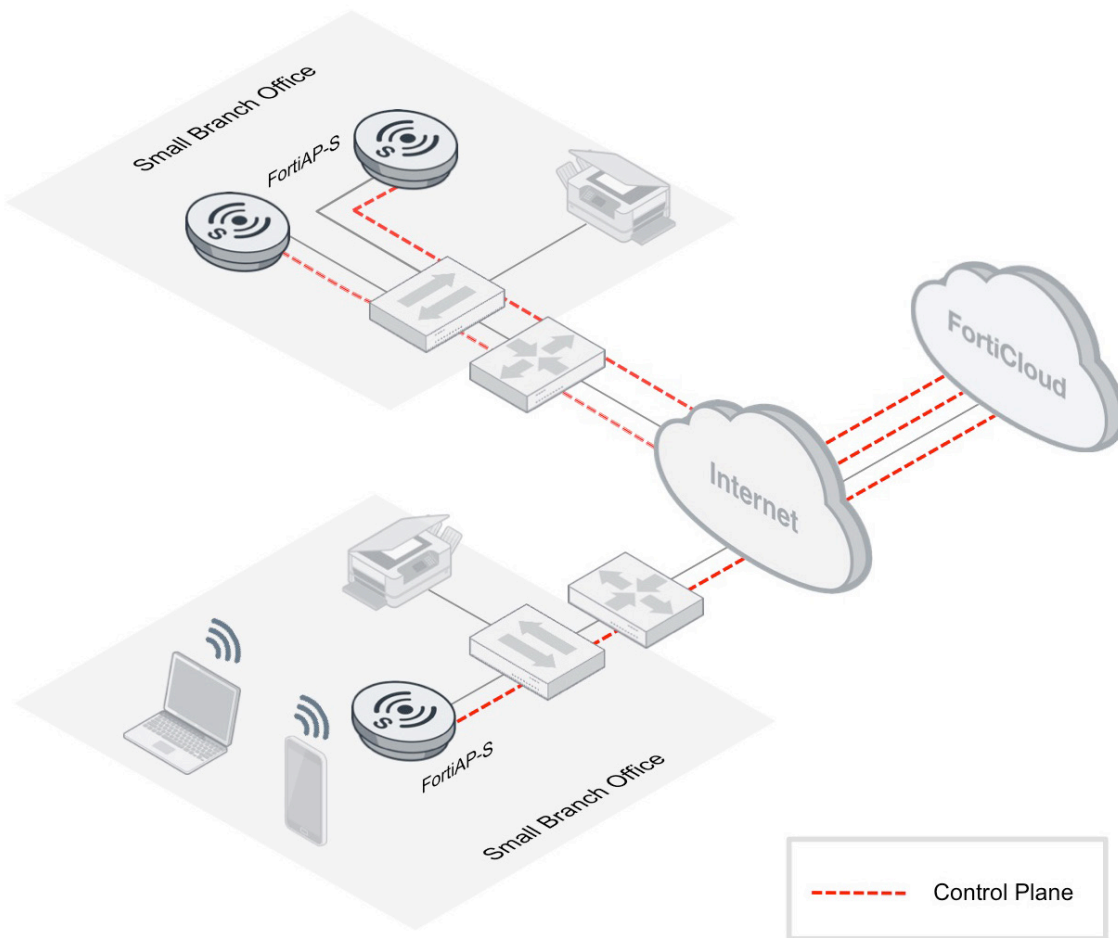 Small Branch Office
FortiAP-S
S
S
FortiCloud
Internet
S
FortiAP-S
Small Branch Office
Control Plane